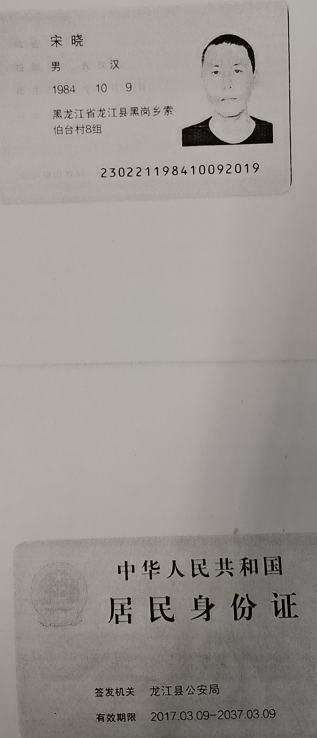 宋晓
男 汉
1984 10 9
黑龙江省龙江县黑岗乡索
伯台村8组
230221198410092019
中华人民共和国
居民身份证
签发机关 龙江县公安局
有效期限 2017.03.09-2037.03.09